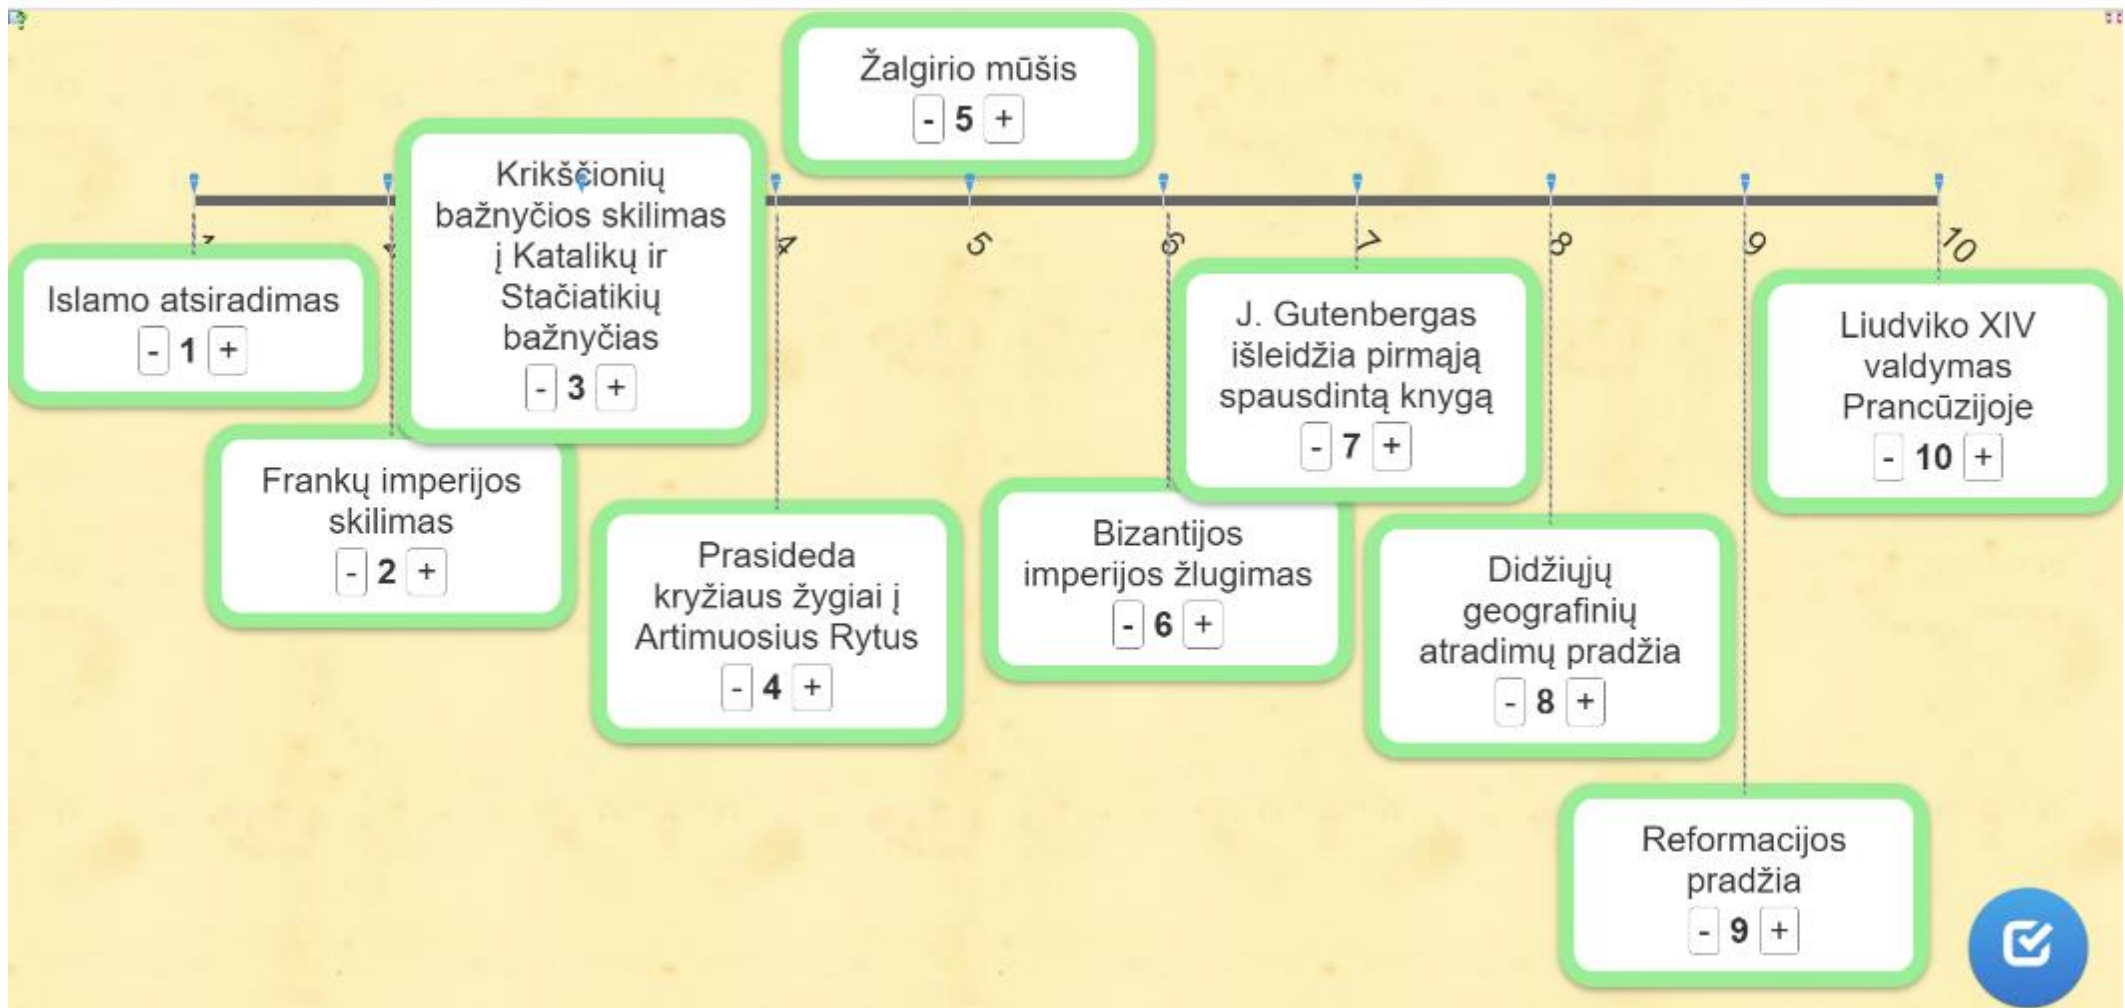 Žalgirio mūšis
- 5 +
Krikščionių
bažnyčios skilimas
į Katalikų ir
Stačiatikių
bažnyčias
- 3 +
4
5
6
7
8
9
10
Islamo atsiradimas
- 1 +
Frankų imperijos
skilimas
- 2 +
Prasideda
kryžiaus žygiai į
Artimuosius Rytus
- 4 +
Bizantijos
imperijos žlugimas
- 6 +
J. Gutenbergas
išleidžia pirmąją
spausdintą knygą
- 7 +
Didžiųjų
geografinių
atradimų pradžia
- 8 +
Reformacijos
pradžia
- 9 +
Liudviko XIV
valdymas
Prancūzijoje
- 10 +